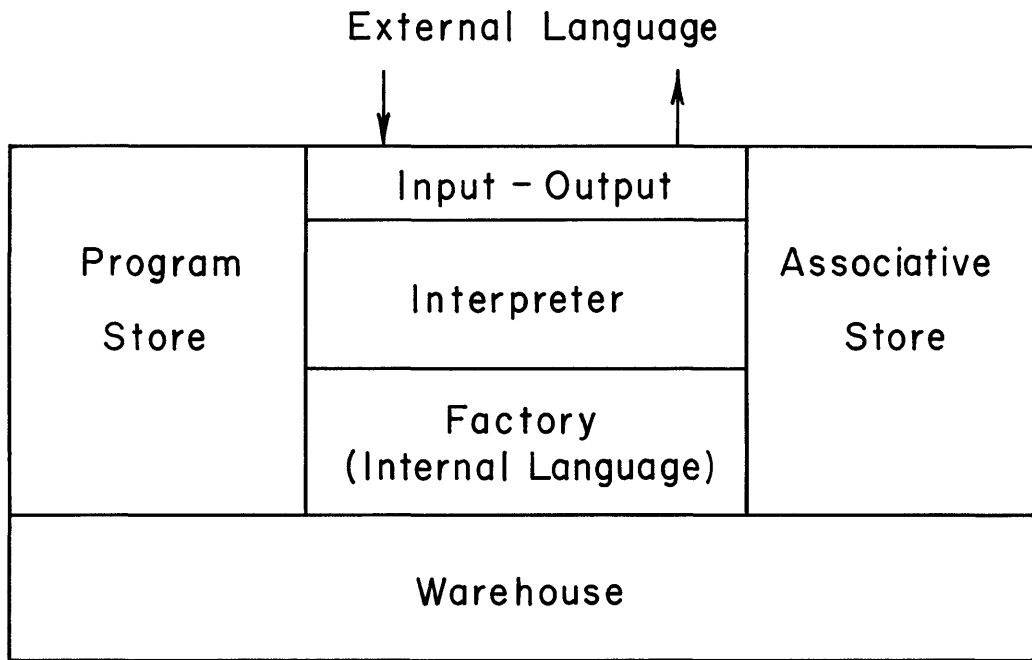 External Language
Input – Output
Program
Store
Interpreter
Associative
Store
Factory
(Internal Language)
Warehouse